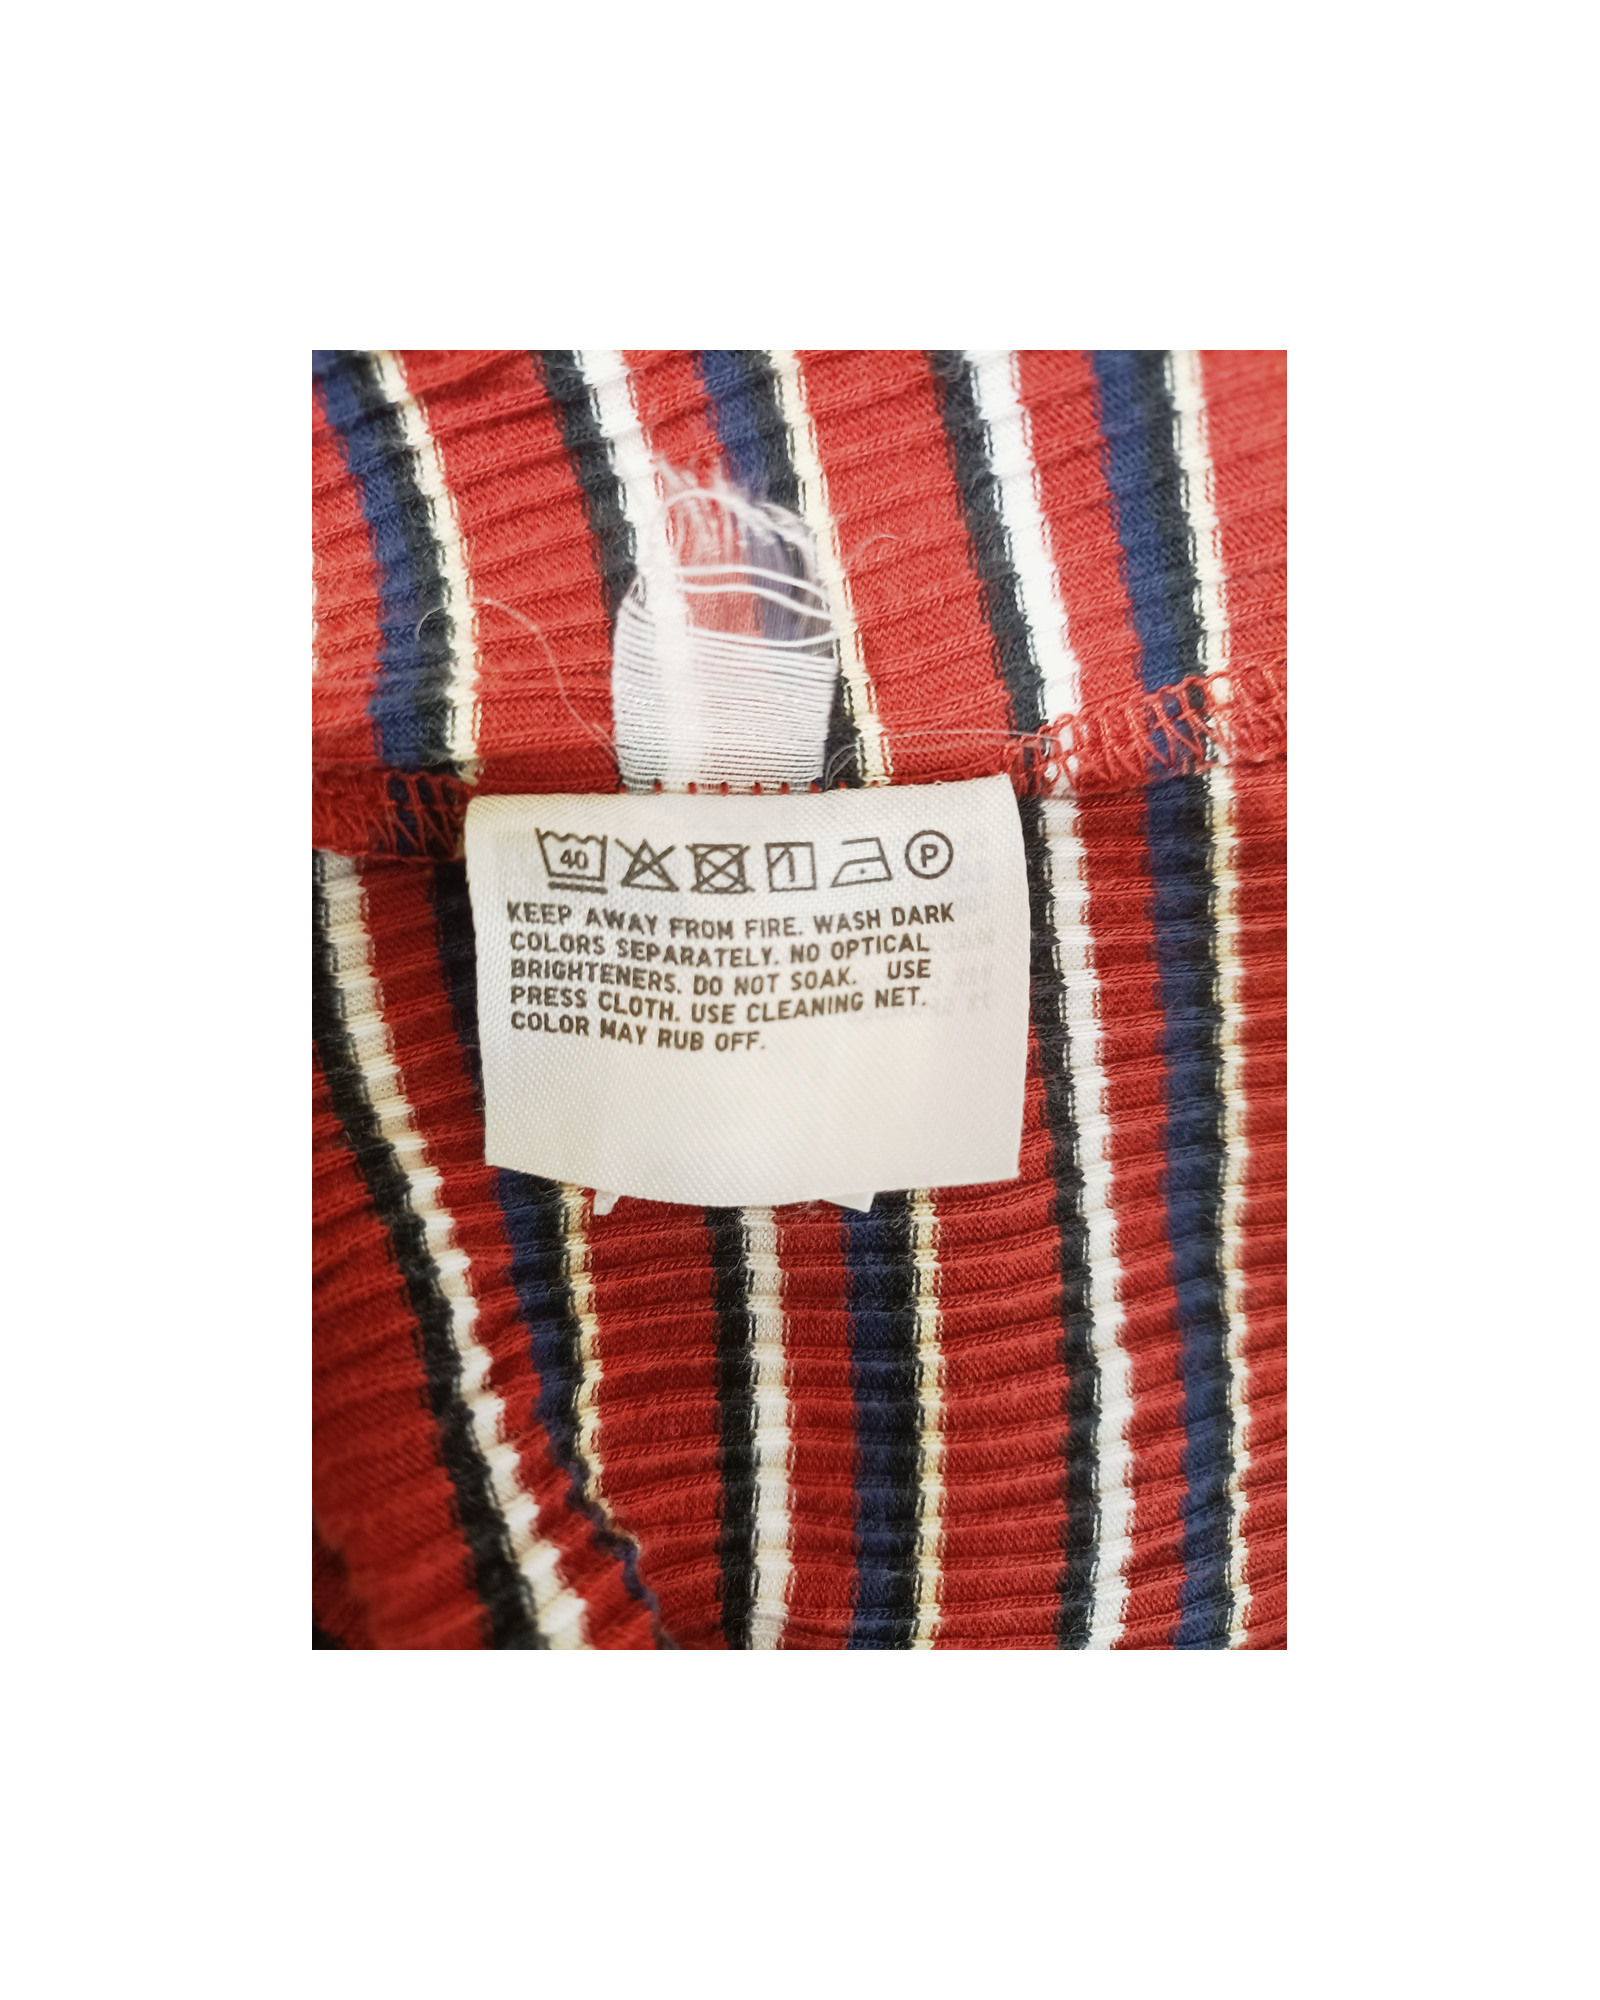 40 P
KEEP AWAY FROM FIRE. WASH DARK
COLORS SEPARATELY. NO OPTICAL
BRIGHTENERS. DO NOT SOAK. USE
PRESS CLOTH. USE CLEANING NET.
COLOR MAY RUB OFF.